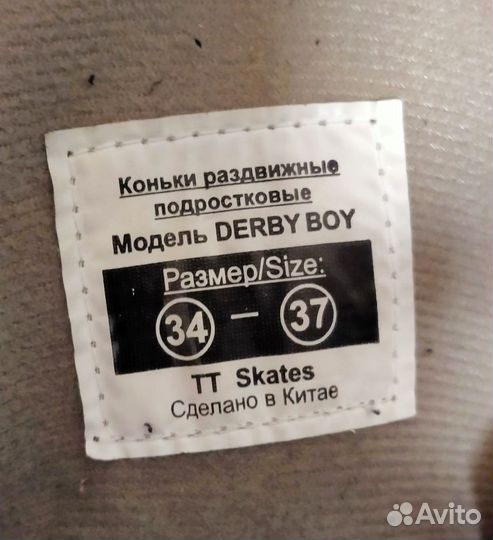 Коньки раздвижные
подростковые
Модель DERBY BOY
Размер/Size:
34 – 37
TT Skates
Сделано в Китае
Avito